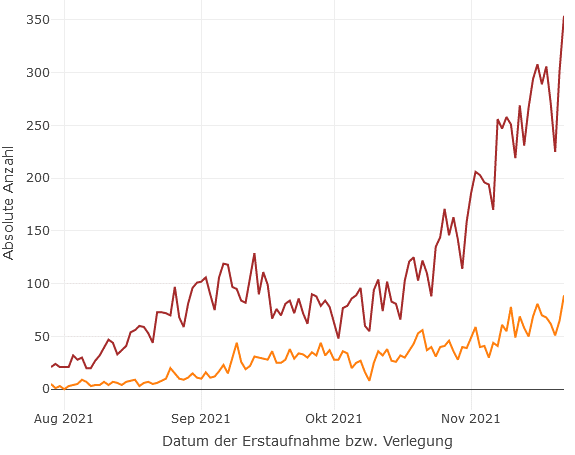 350
300
250
200
150
100
50
0
Absolute Anzahl
Aug 2021
Sep 2021
Okt 2021
Nov 2021
Datum der Erstaufnahme bzw. Verlegung